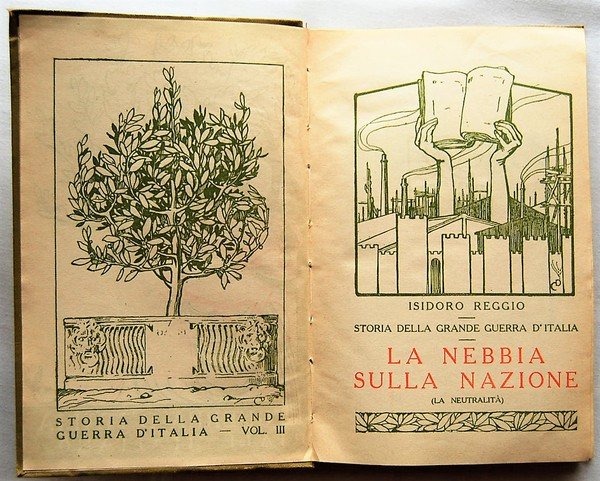 STORIA DELLA GRANDE
GUERRA D'ITALIA — VOL. III
ISIDORO REGGIO
STORIA DELLA GRANDE GUERRA D'ITALIA
LA NEBBIA
SULLA NAZIONE
(LA NEUTRALITÀ)